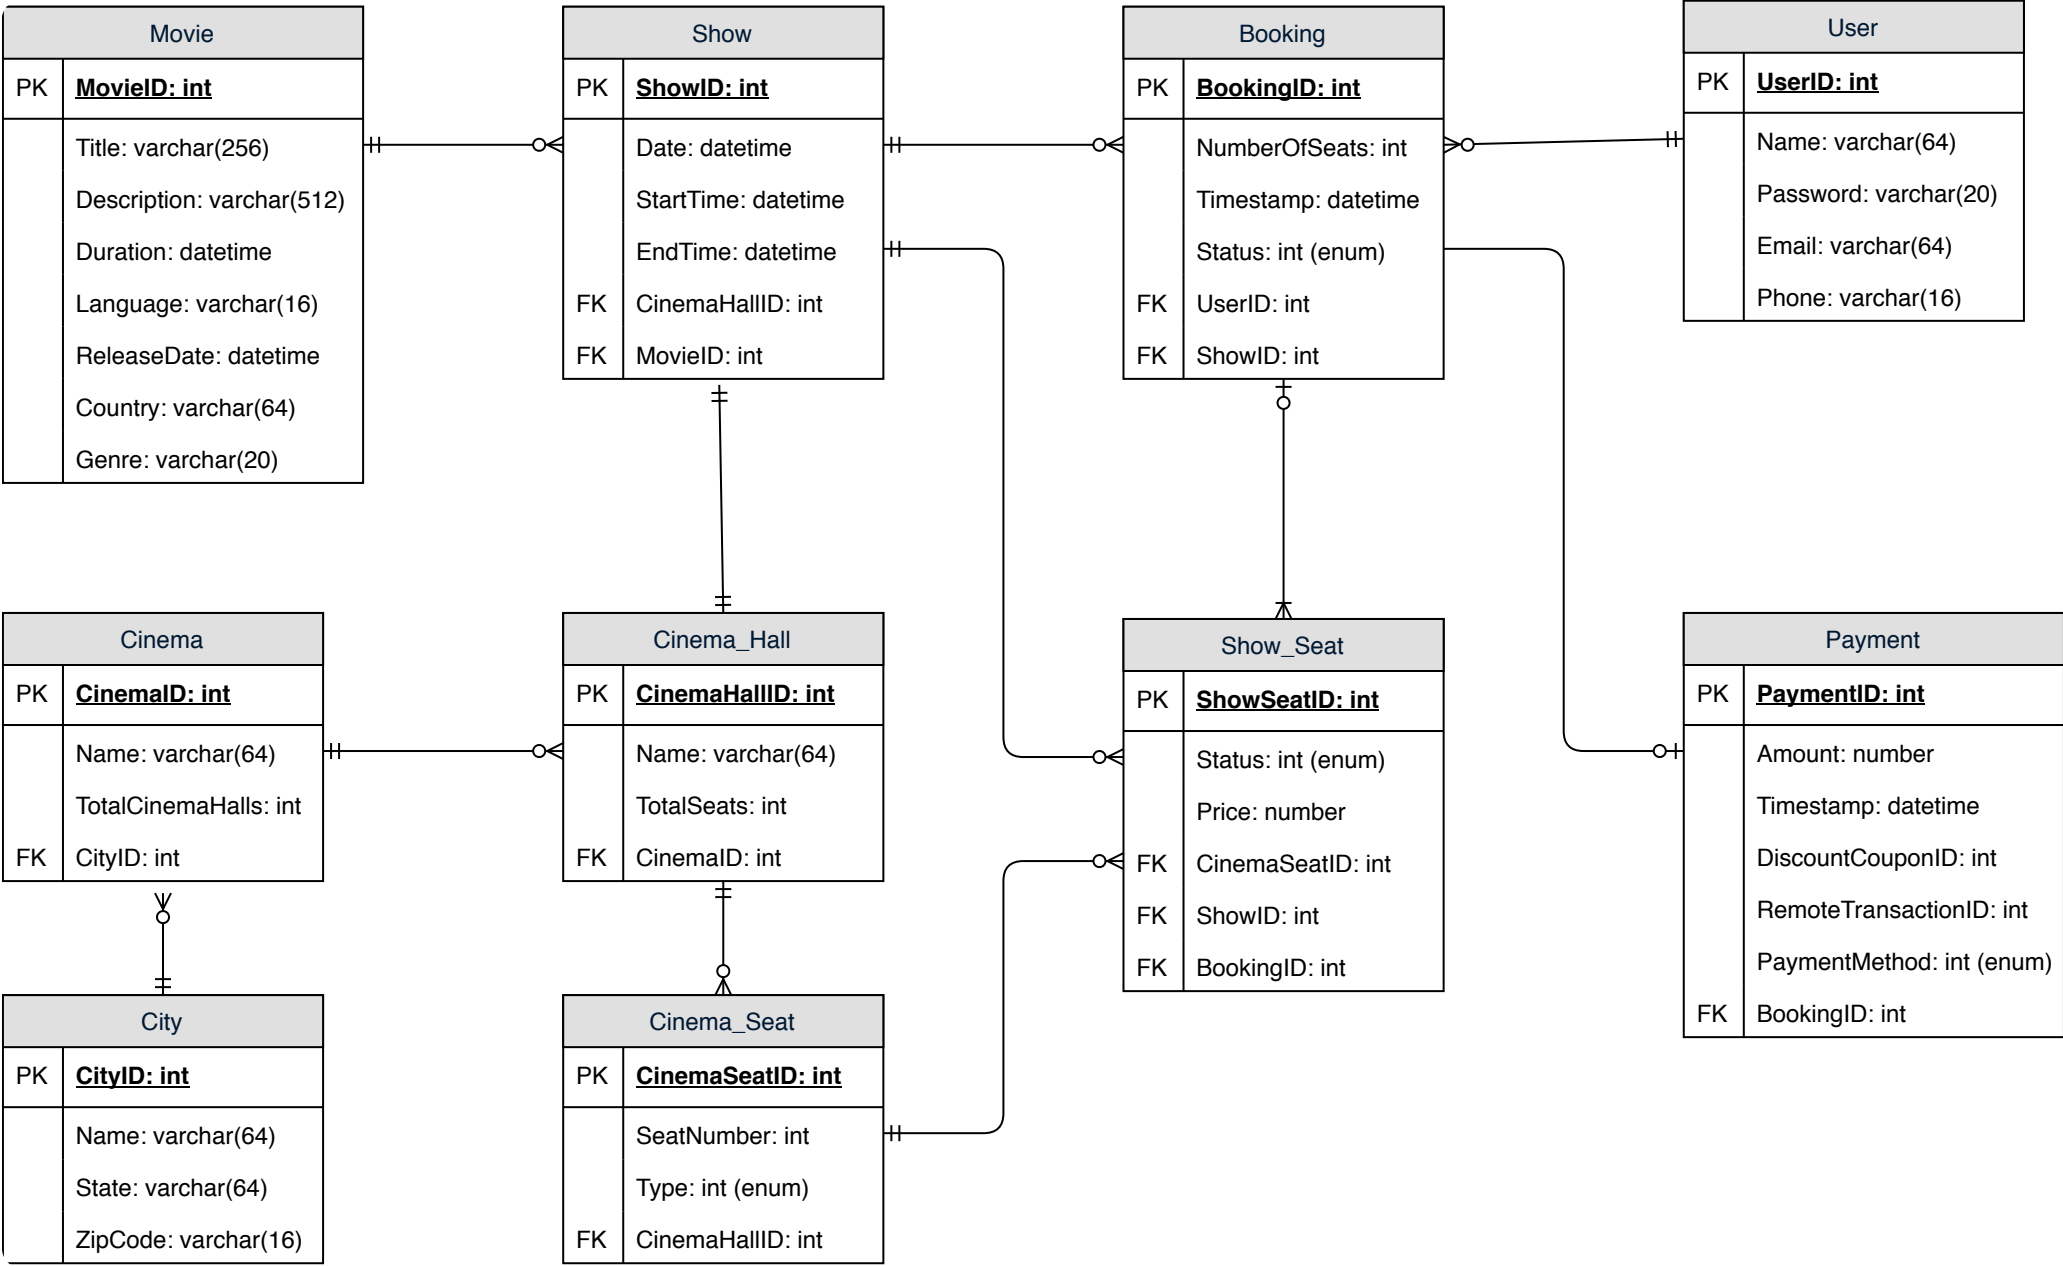 Movie
PK MovieID: int
Title: varchar(256)
Description: varchar(512)
Duration: datetime
Language: varchar(16)
ReleaseDate: datetime
Country: varchar(64)
Genre: varchar(20)
Show
PK ShowID: int
Date: datetime
StartTime: datetime
EndTime: datetime
FK CinemaHallID: int
FK MovieID: int
Booking
PK BookingID: int
NumberOfSeats: int
Timestamp: datetime
Status: int (enum)
FK UserID: int
FK ShowID: int
User
PK UserID: int
Name: varchar(64)
Password: varchar(20)
Email: varchar(64)
Phone: varchar(16)
Cinema
PK CinemaID: int
Name: varchar(64)
TotalCinemaHalls: int
FK CityID: int
Cinema_Hall
PK CinemaHallID: int
Name: varchar(64)
TotalSeats: int
FK CinemaID: int
Show_Seat
PK ShowSeatID: int
Status: int (enum)
Price: number
FK CinemaSeatID: int
FK ShowID: int
FK BookingID: int
Payment
PK PaymentID: int
Amount: number
Timestamp: datetime
DiscountCouponID: int
RemoteTransactionID: int
PaymentMethod: int (enum)
FK BookingID: int
City
PK CityID: int
Name: varchar(64)
State: varchar(64)
ZipCode: varchar(16)
Cinema_Seat
PK CinemaSeatID: int
SeatNumber: int
Type: int (enum)
FK CinemaHallID: int